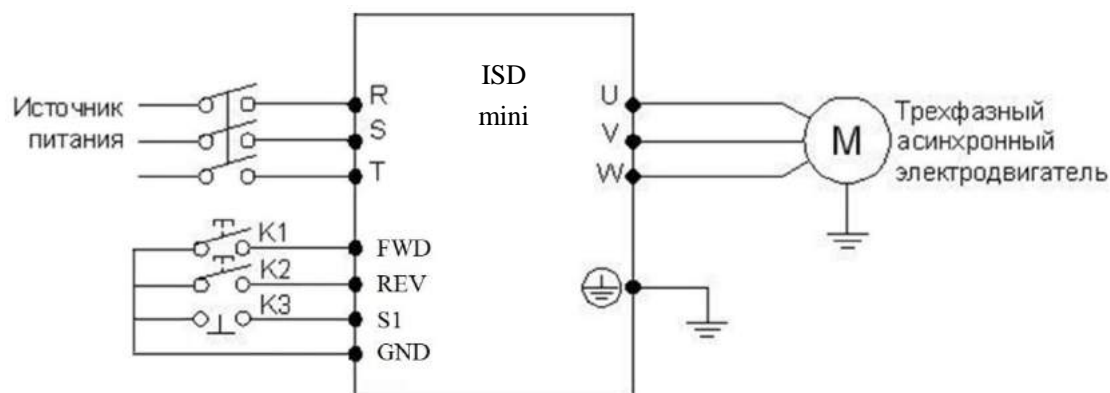 ISD
mini
Источник
питания
R
S
T
U
V
W
M
Трехфазный
асинхронный
электродвигатель
K1
K2
K3
FWD
REV
S1
GND